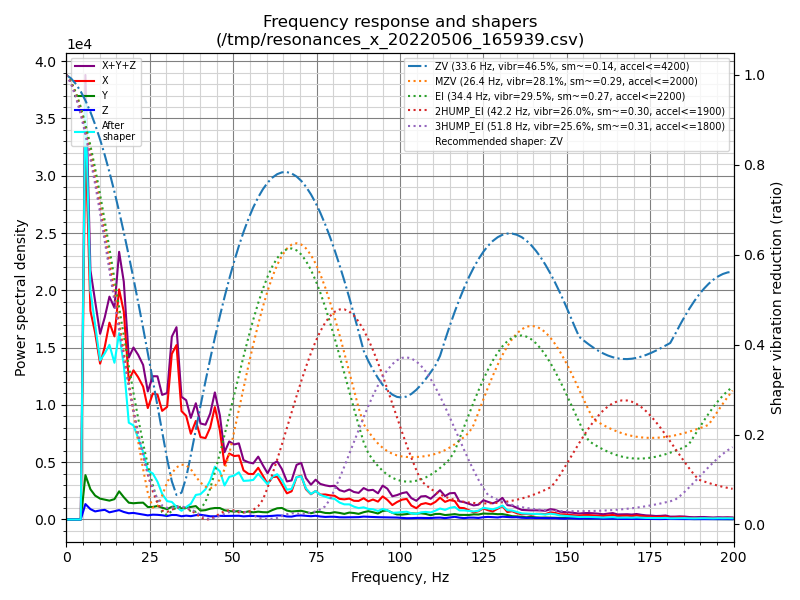 Frequency response and shapers
(/tmp/resonances_x_20220506_165939.csv)
1e4
X+Y+Z
X
Y
Z
After
shaper
ZV (33.6 Hz, vibr=46.5%, sm~=0.14, accel<=4200)
MZV (26.4 Hz, vibr=28.1%, sm~=0.29, accel<=2000)
EI (34.4 Hz, vibr=29.5%, sm~=0.27, accel<=2200)
2HUMP_EI (42.2 Hz, vibr=26.0%, sm~=0.30, accel<=1900)
3HUMP_EI (51.8 Hz, vibr=25.6%, sm~=0.31, accel<=1800)
Recommended shaper: ZV
4.0
3.5
3.0
2.5
2.0
1.5
1.0
0.5
0.0
Power spectral density
1.0
0.8
0.6
0.4
0.2
0.0
Shaper vibration reduction (ratio)
0 25 50 75 100 125 150 175 200
Frequency, Hz